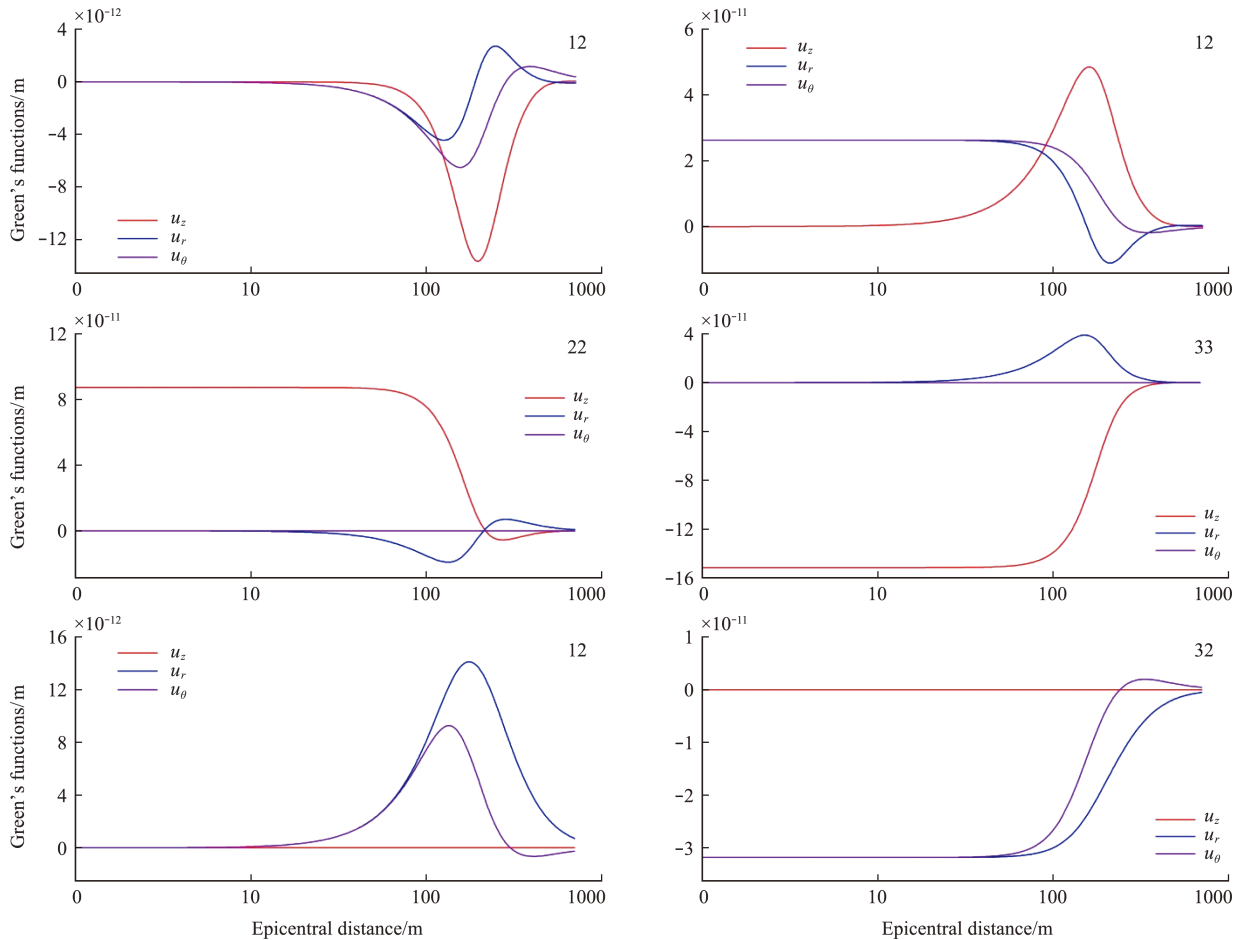 ×10⁻¹²
4
0
−4
−8
−12
12
Green's functions/m
u_z
u_r
u_θ
0
10
100
1000
×10⁻¹¹
6
4
2
0
12
u_z
u_r
u_θ
0
10
100
1000
×10⁻¹¹
12
8
4
0
22
Green's functions/m
u_z
u_r
u_θ
0
10
100
1000
×10⁻¹¹
4
0
−4
−8
−12
−16
33
u_z
u_r
u_θ
0
10
100
1000
×10⁻¹²
16
12
8
4
0
12
Green's functions/m
u_z
u_r
u_θ
0
10
100
1000
Epicentral distance/m
×10⁻¹¹
1
0
−1
−2
−3
32
u_z
u_r
u_θ
0
10
100
1000
Epicentral distance/m